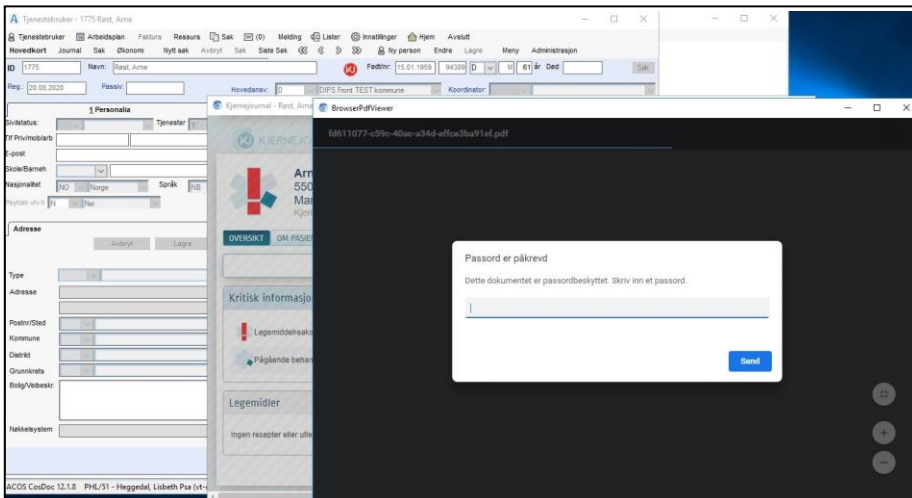 Tjenestebruker - 1775 Røst, Arne
Tjenestebruker Arbeidsplan Faktura Ressurs Sak (0) Melding Lister Innstillinger Hjem Avslutt
Hovedkort Journal Sak Økonomi Nytt søk Avbryt Søk Siste Søk Ny person Endre Lagre Meny Administrasjon
ID 1775 Navn: Røst, Arne Født/nr: 15.01.1959 94389 D M 61 år Død: Søk
Reg.: 20.08.2020 Passiv: Hovedansv: D DIPS Front TEST kommune Koordinator:
1 Personalia
Sivilstatus: Tjenester 1
Tlf Priv/mob/arb
E-post
Skole/Barneh
Nasjonalitet NO Norge Språk NB
N Nei
Adresse
Avbryt Lagre
Type
Adresse
Postnr/Sted
Kommune
Distrikt
Grunnkrets
Bolig/Veibeskr.
Nøkkelsystem
ACOS CosDoc 12.1.8 PHL/51 - Heggedal, Lisbeth Psa (vt-
Kjernejournal - Røst, Arne
KJERNEJO
Arn
550
Mar
Kjer
OVERSIKT OM PASIE
Kritisk informasjo
Legemiddelreaks
Pågående behan
Legemidler
Ingen resepter eller utle
BrowserPdfViewer
fd611077-c59c-40ac-a34d-effce3ba91ef.pdf
Passord er påkrevd
Dette dokumentet er passordbeskyttet. Skriv inn et passord.
Send